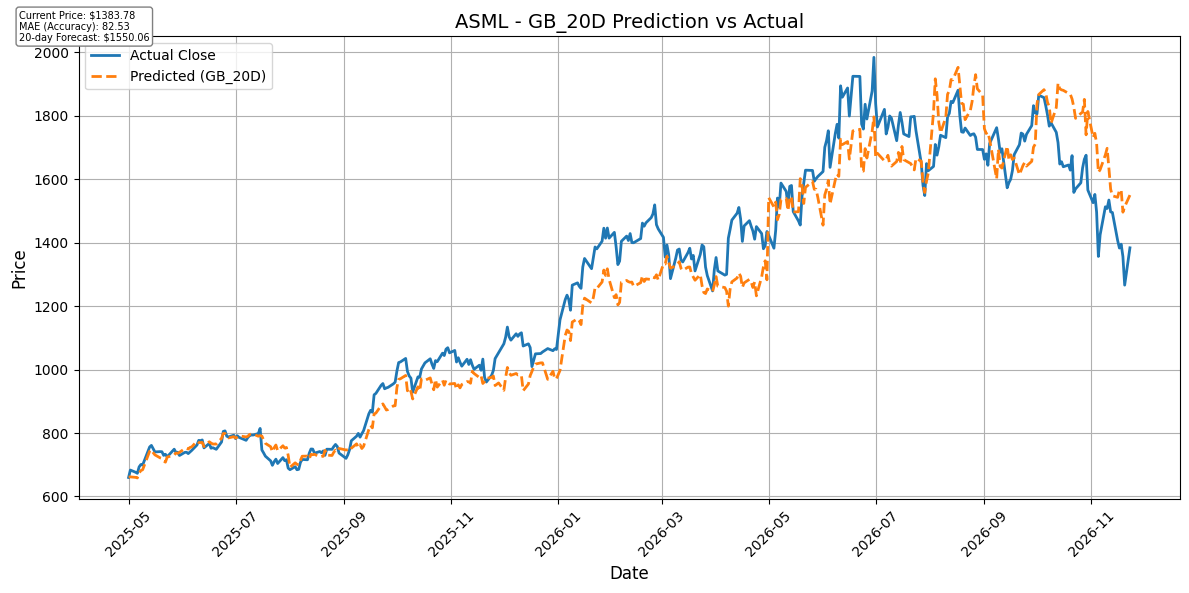 ASML - GB_20D Prediction vs Actual
Current Price: $1383.78
MAE (Accuracy): 82.53
20-day Forecast: $1550.06
Actual Close
Predicted (GB_20D)
Price
2000
1800
1600
1400
1200
1000
800
600
2025-05
2025-07
2025-09
2025-11
2026-01
2026-03
2026-05
2026-07
2026-09
2026-11
Date